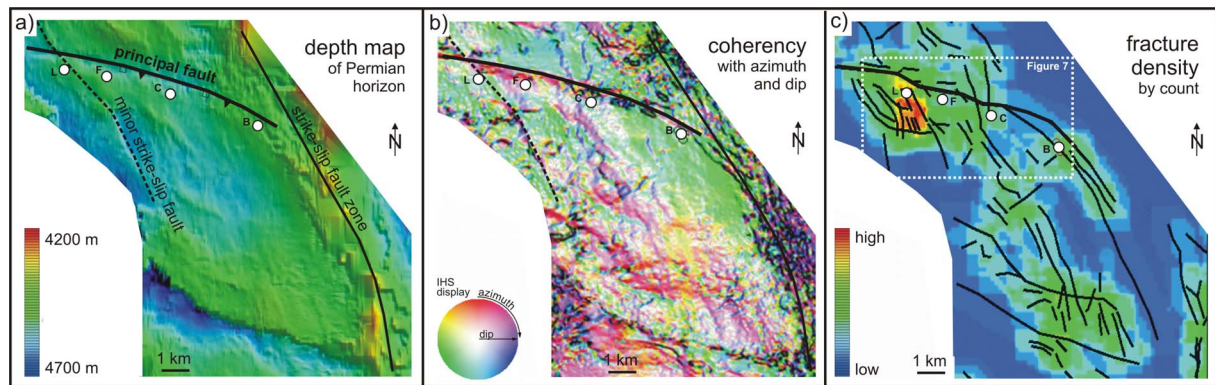 a)
depth map
of Permian
horizon
principal fault
L
F
C
B
minor strike-slip fault
strike-slip fault zone
N
4200 m
4700 m
1 km
b)
coherency
with azimuth
and dip
L
F
C
B
N
IHS
display
azimuth
dip
1 km
c)
fracture
density
by count
Figure 7
L
F
C
B
N
high
low
1 km